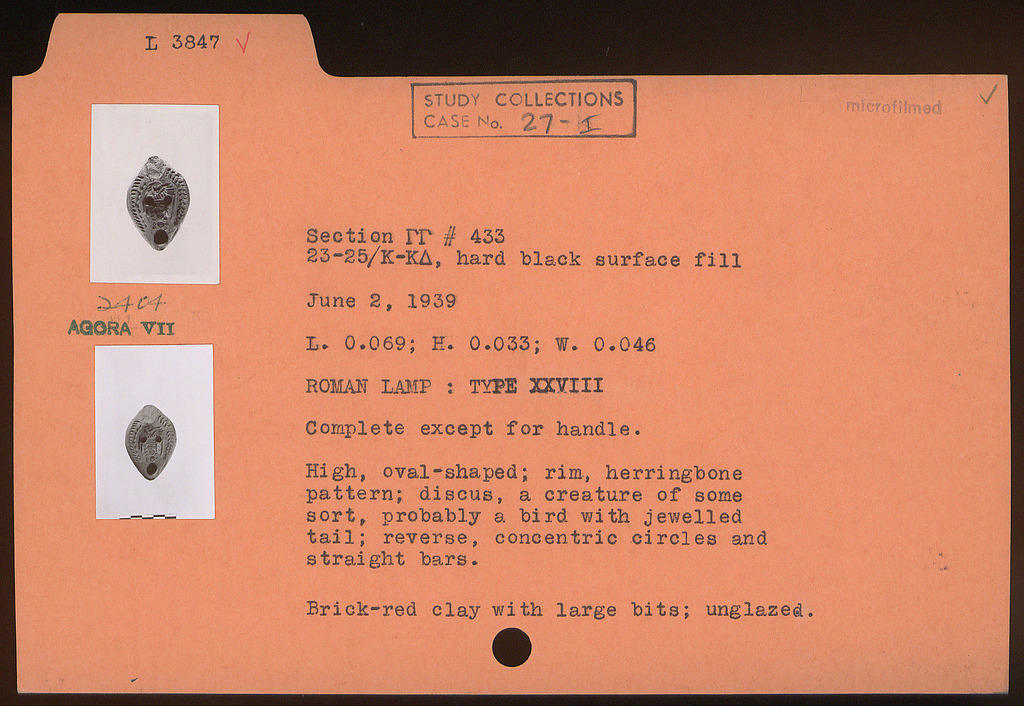 L 3847 ✓
STUDY COLLECTIONS
CASE No. 27-I
microfilmed ✓
Section ΓΓ # 433
23-25/Κ-ΚΔ, hard black surface fill
June 2, 1939
2404
AGORA VII
L. 0.069; H. 0.033; W. 0.046
ROMAN LAMP : TYPE XXVIII
Complete except for handle.
High, oval-shaped; rim, herringbone
pattern; discus, a creature of some
sort, probably a bird with jewelled
tail; reverse, concentric circles and
straight bars.
Brick-red clay with large bits; unglazed.